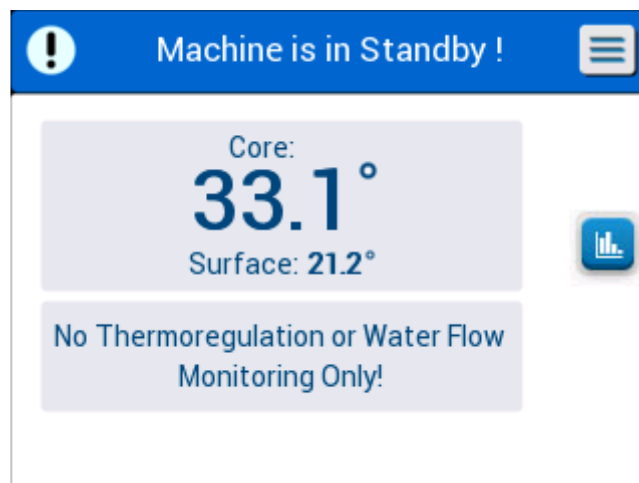 Machine is in Standby !
Core:
33.1°
Surface: 21.2°
No Thermoregulation or Water Flow
Monitoring Only!